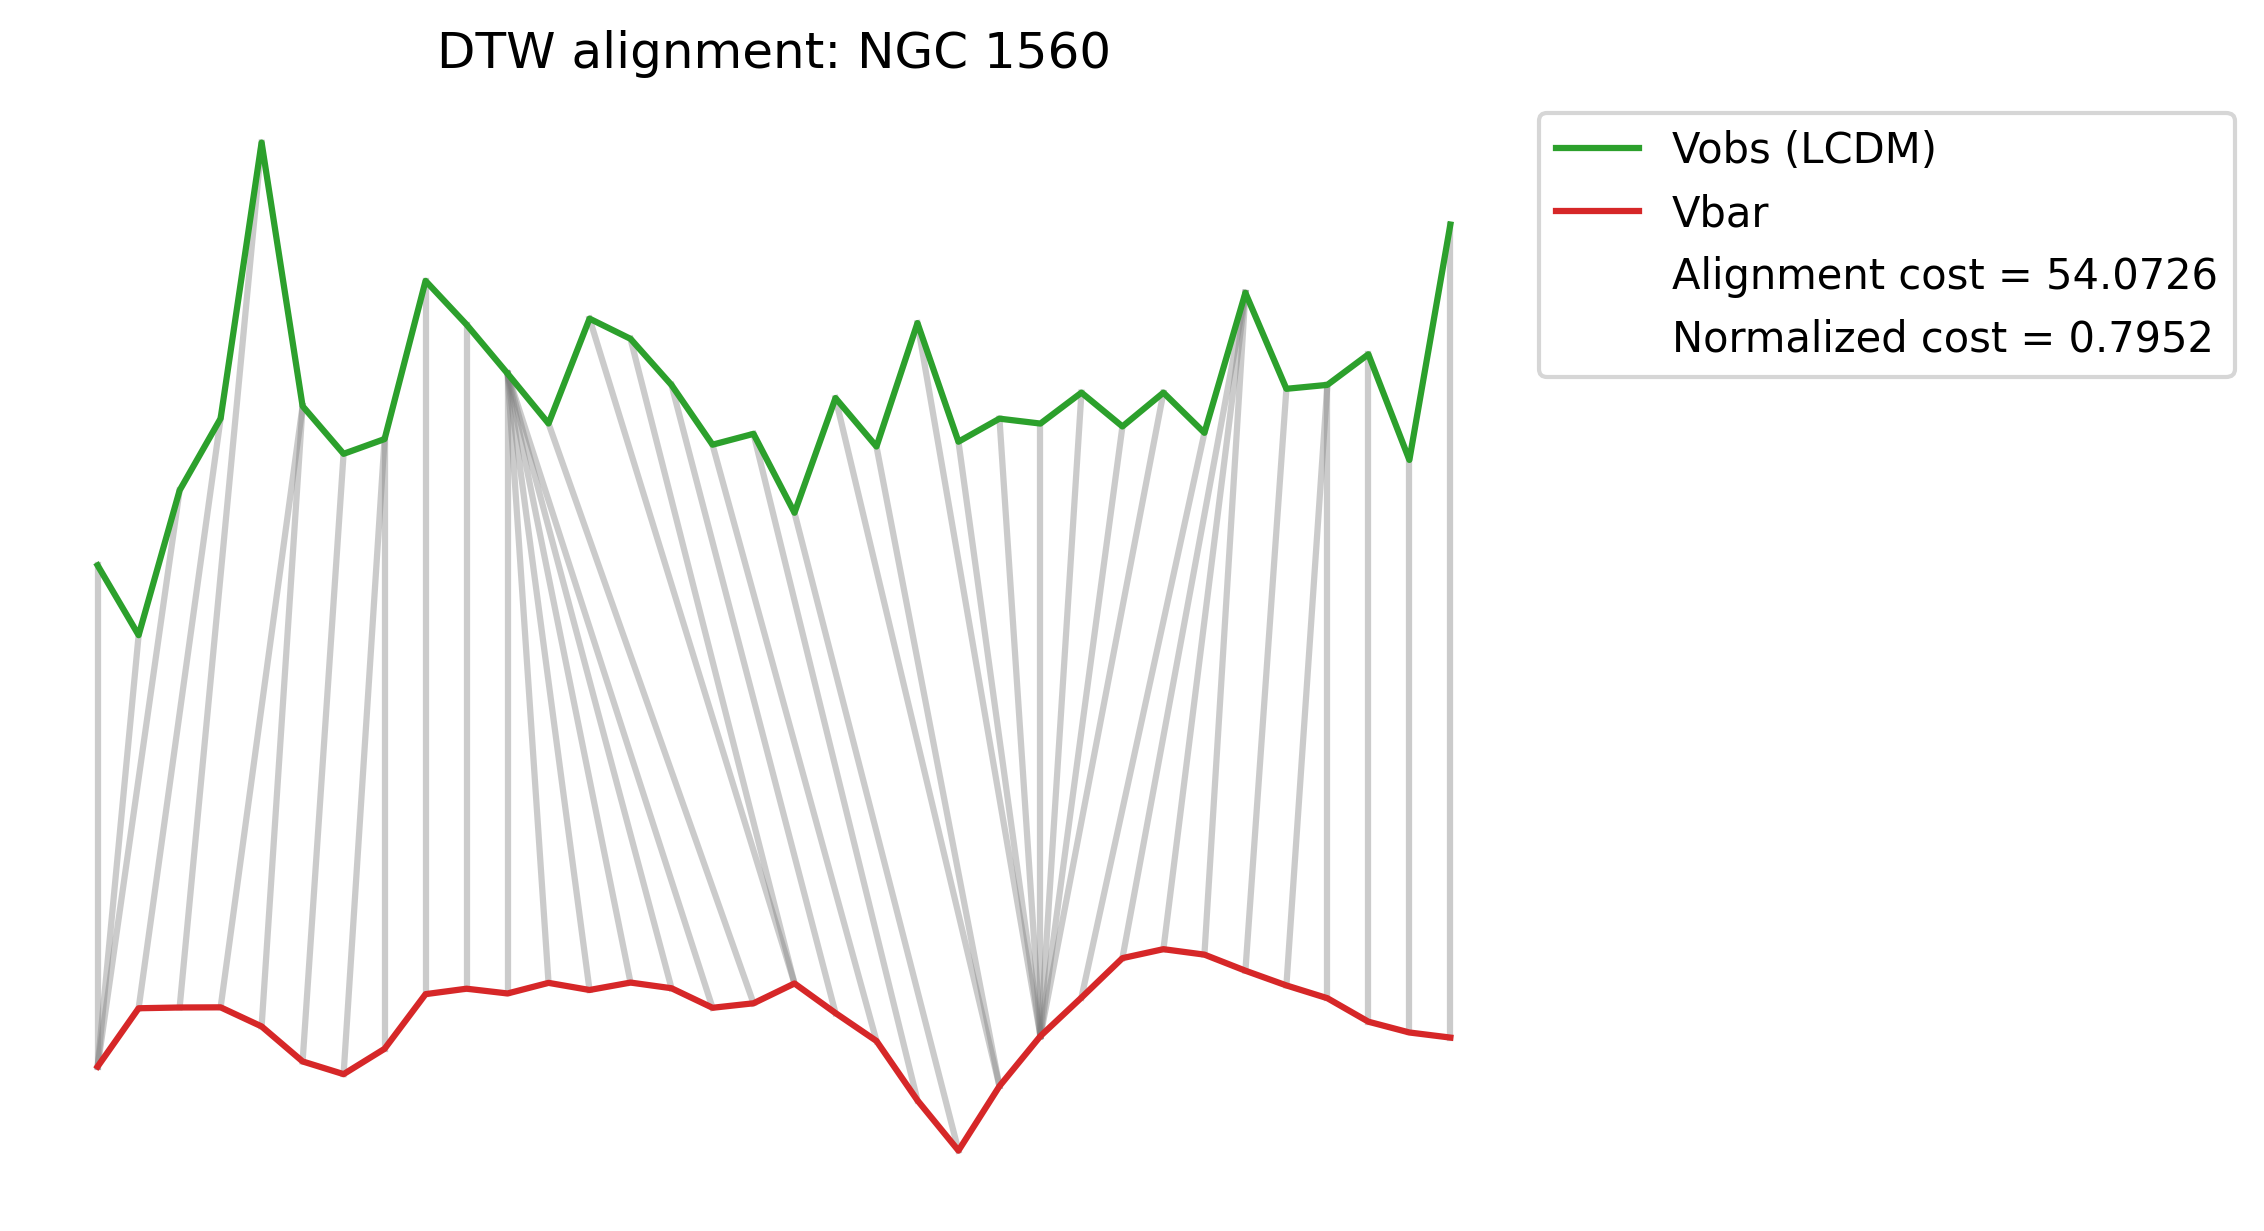 DTW alignment: NGC 1560
Vobs (LCDM)
Vbar
Alignment cost = 54.0726
Normalized cost = 0.7952